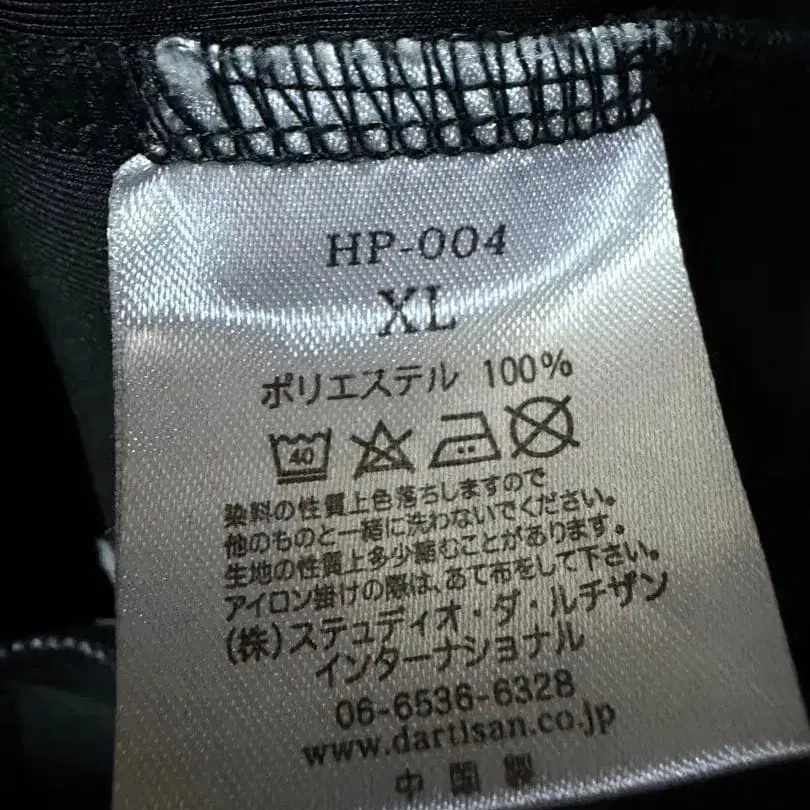 HP-004
XL
ポリエステル 100%
40
染料の性質上色落ちしますので
他のものと一緒に洗わないでください。
生地の性質上多少縮むことがあります。
アイロン掛けの際は、あて布をして下さい。
(株)ステュディオ・ダ・ルチザン
インターナショナル
06-6536-6328
www.dartisan.co.jp
中国製